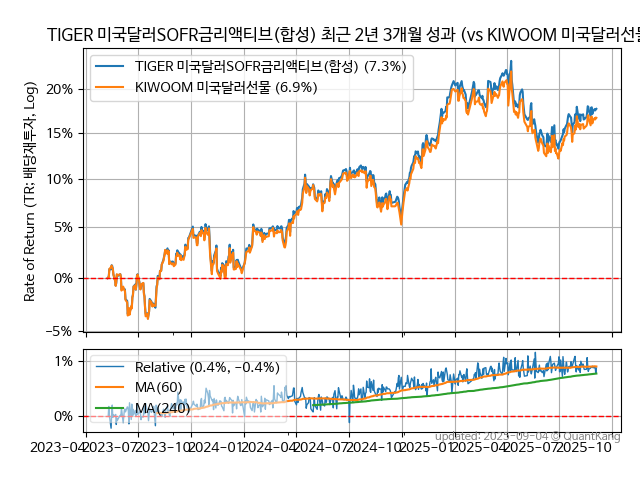 TIGER 미국달러SOFR금리액티브(합성) 최근 2년 3개월 성과 (vs KIWOOM 미국달러선물
Rate of Return (TR: 배당재투자, Log)
20%
15%
10%
5%
0%
−5%
TIGER 미국달러SOFR금리액티브(합성) (7.3%)
KIWOOM 미국달러선물 (6.9%)
1%
0%
Relative (0.4%, −0.4%)
MA(60)
MA(240)
2023-04 2023-07 2023-10 2024-01 2024-04 2024-07 2024-10 2025-01 2025-04 2025-07 2025-10
updated: 2025-09-04 © QuantKang